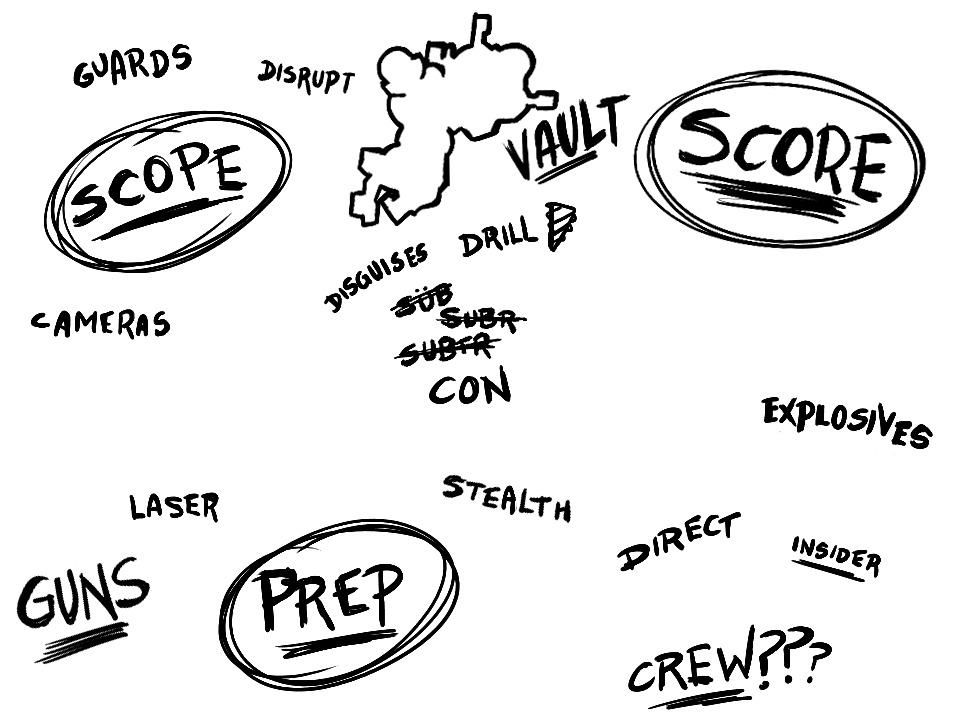 GUARDS
DISRUPT
SCOPE
VAULT
SCORE
DISGUISES
DRILL
SÜB
SUBR
SUBTR
CON
CAMERAS
EXPLOSIVES
LASER
STEALTH
DIRECT
INSIDER
GUNS
PREP
CREW???